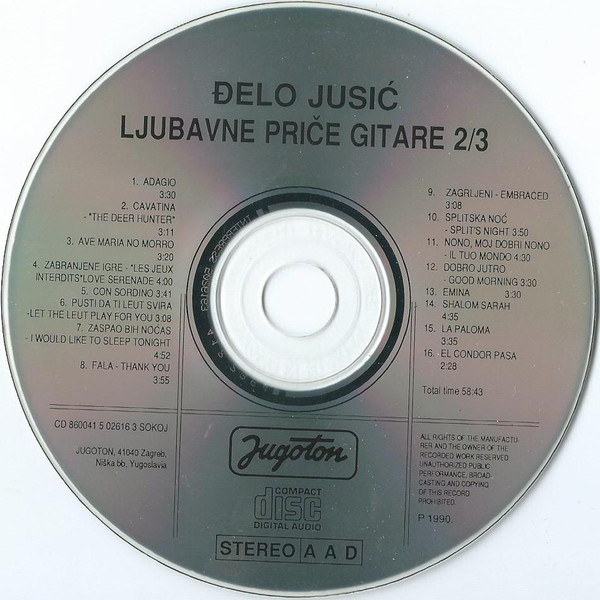 ĐELO JUSIĆ
LJUBAVNE PRIČE GITARE 2/3
1. ADAGIO
3:30
2. CAVATINA
- "THE DEER HUNTER"
3:11
3. AVE MARIA NO MORRO
3:20
4. ZABRANJENE IGRE - "LES JEUX
INTERDITS"LOVE SERENADE 4:00
5. CON SORDINO 3:41
6. PUSTI DA TI LEUT SVIRA
-LET THE LEUT PLAY FOR YOU 3:08
7. ZASPAO BIH NOĆAS
- I WOULD LIKE TO SLEEP TONIGHT
4:52
8. FALA - THANK YOU
3:55
9. ZAGRLJENI - EMBRACED
3:08
10. SPLITSKA NOĆ
- SPLIT'S NIGHT 3:50
11. NONO, MOJ DOBRI NONO
- IL TUO MONDO 4:30
12. DOBRO JUTRO
- GOOD MORNING 3:30
13. EMINA 3:30
14. SHALOM SARAH
4:35
15. LA PALOMA
3:35
16. EL CONDOR PASA
2:28
Total time 58:43
CD 860041 5 02616 3 SOKOJ
JUGOTON, 41040 Zagreb,
Niška bb, Yugoslavia
Jugoton
COMPACT
disc
DIGITAL AUDIO
STEREO A A D
ALL RIGHTS OF THE MANUFACTU-
RER AND THE OWNER OF THE
RECORDED WORK RESERVED
UNAUTHORIZED PUBLIC
PERFORMANCE, BROAD-
CASTING AND COPYING
OF THIS RECORD
PROHIBITED.
P 1990.